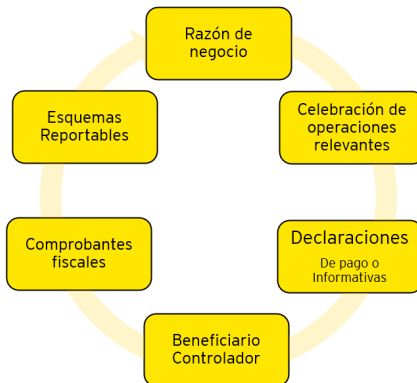 Razón de
negocio
Celebración de
operaciones
relevantes
Declaraciones
De pago o
Informativas
Beneficiario
Controlador
Comprobantes
fiscales
Esquemas
Reportables